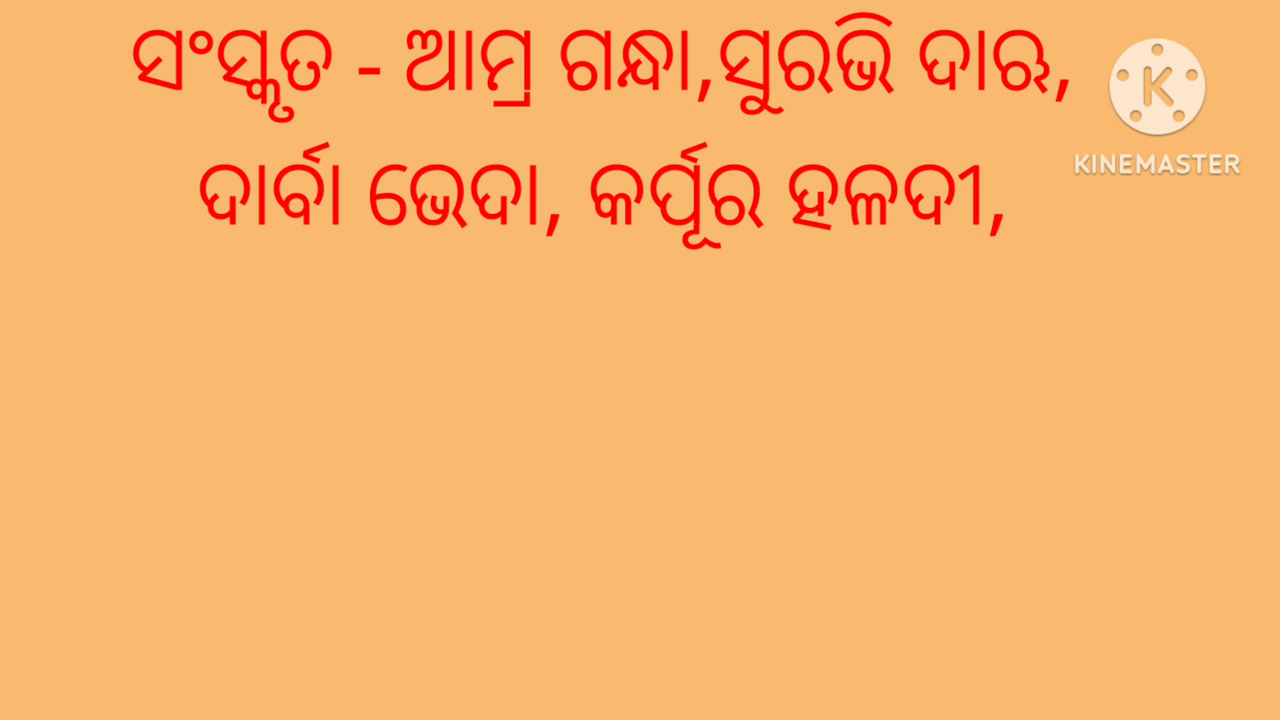 ସଂସ୍କୃତ - ଆମ୍ର ଗନ୍ଧା,ସୁରଭି ଦାଋ,
ଦାର୍ବା ଭେଦା, କର୍ପୂର ହଳଦୀ,
KINEMASTER